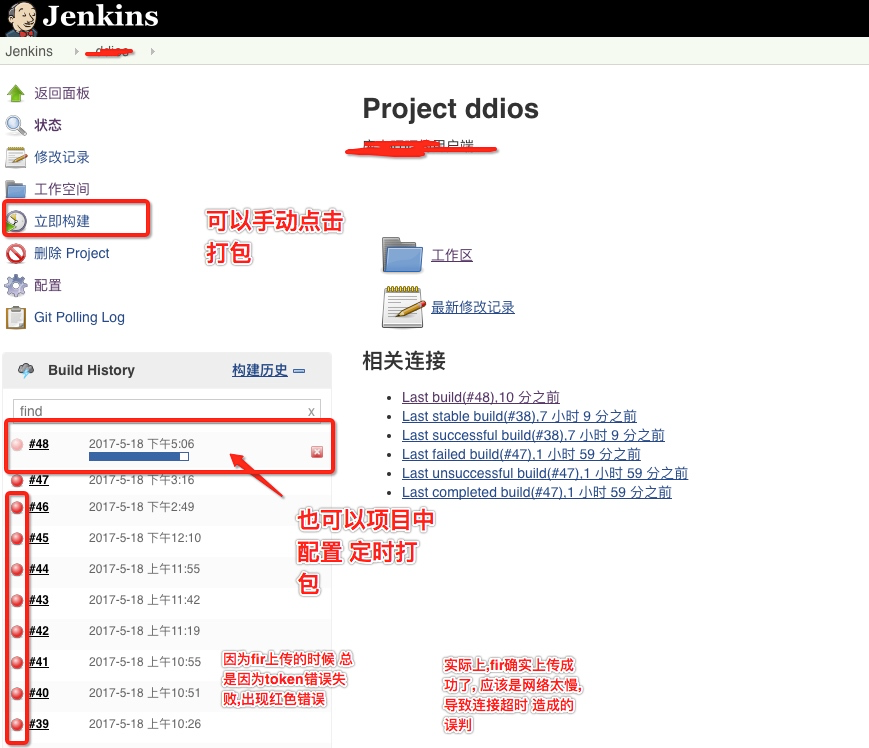 Jenkins
Jenkins
返回面板
状态
修改记录
工作空间
立即构建
删除 Project
配置
Git Polling Log
可以手动点击
打包
Project ddios
工作区
最新修改记录
相关连接
Last build(#48),10 分之前
Last stable build(#38),7 小时 9 分之前
Last successful build(#38),7 小时 9 分之前
Last failed build(#47),1 小时 59 分之前
Last unsuccessful build(#47),1 小时 59 分之前
Last completed build(#47),1 小时 59 分之前
Build History 构建历史
find x
#48 2017-5-18 下午5:06
#47 2017-5-18 下午3:16
#46 2017-5-18 下午2:49
#45 2017-5-18 下午12:10
#44 2017-5-18 上午11:55
#43 2017-5-18 上午11:42
#42 2017-5-18 上午11:19
#41 2017-5-18 上午10:55
#40 2017-5-18 上午10:51
#39 2017-5-18 上午10:26
也可以项目中
配置 定时打
包
因为fir上传的时候 总
是因为token错误失
败,出现红色错误
实际上,fir确实上传成
功了, 应该是网络太慢,
导致连接超时 造成的
误判